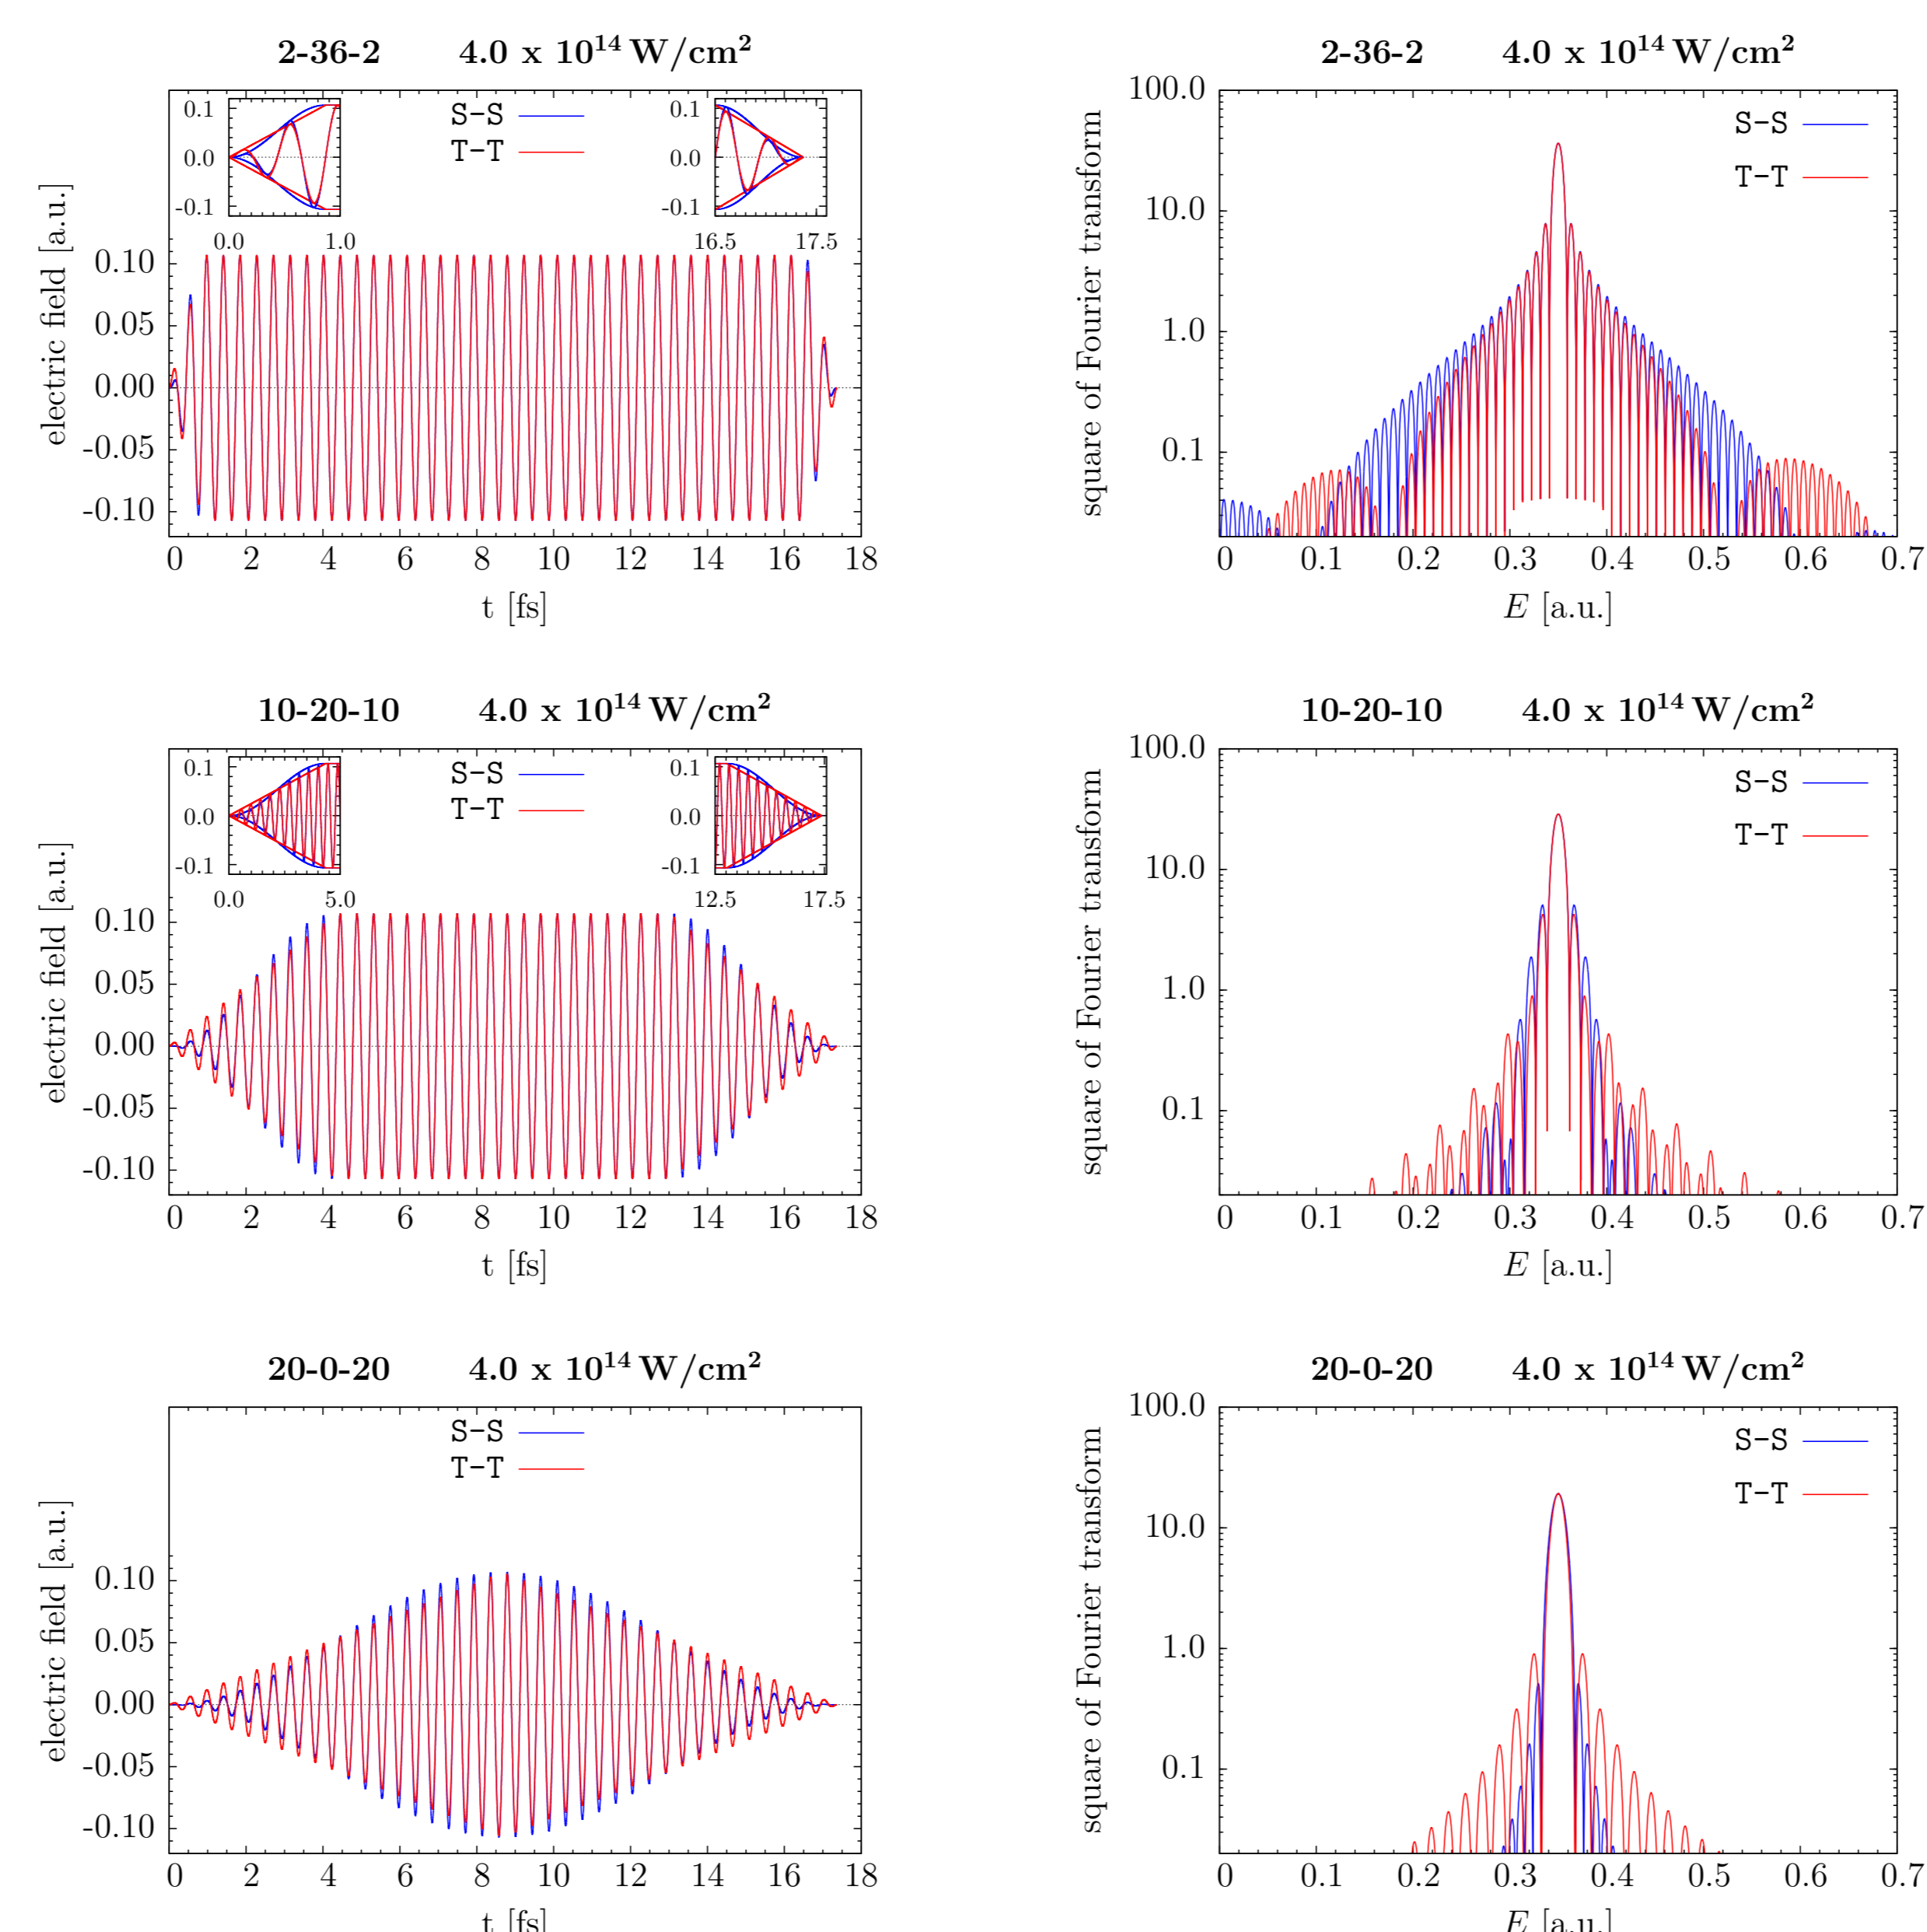 2-36-2 4.0 x 10¹⁴ W/cm²
electric field [a.u.]
0.10
0.05
0.00
-0.05
-0.10
0.1
0.0
-0.1
0.0 1.0
S-S
T-T
0.1
0.0
-0.1
16.5 17.5
0 2 4 6 8 10 12 14 16 18
t [fs]
2-36-2 4.0 x 10¹⁴ W/cm²
square of Fourier transform
100.0
10.0
1.0
0.1
S-S
T-T
0 0.1 0.2 0.3 0.4 0.5 0.6 0.7
E [a.u.]
10-20-10 4.0 x 10¹⁴ W/cm²
electric field [a.u.]
0.10
0.05
0.00
-0.05
-0.10
0.1
0.0
-0.1
0.0 5.0
S-S
T-T
0.1
0.0
-0.1
12.5 17.5
0 2 4 6 8 10 12 14 16 18
t [fs]
10-20-10 4.0 x 10¹⁴ W/cm²
square of Fourier transform
100.0
10.0
1.0
0.1
S-S
T-T
0 0.1 0.2 0.3 0.4 0.5 0.6 0.7
E [a.u.]
20-0-20 4.0 x 10¹⁴ W/cm²
electric field [a.u.]
0.10
0.05
0.00
-0.05
-0.10
S-S
T-T
0 2 4 6 8 10 12 14 16 18
t [fs]
20-0-20 4.0 x 10¹⁴ W/cm²
square of Fourier transform
100.0
10.0
1.0
0.1
S-S
T-T
0 0.1 0.2 0.3 0.4 0.5 0.6 0.7
E [a.u.]